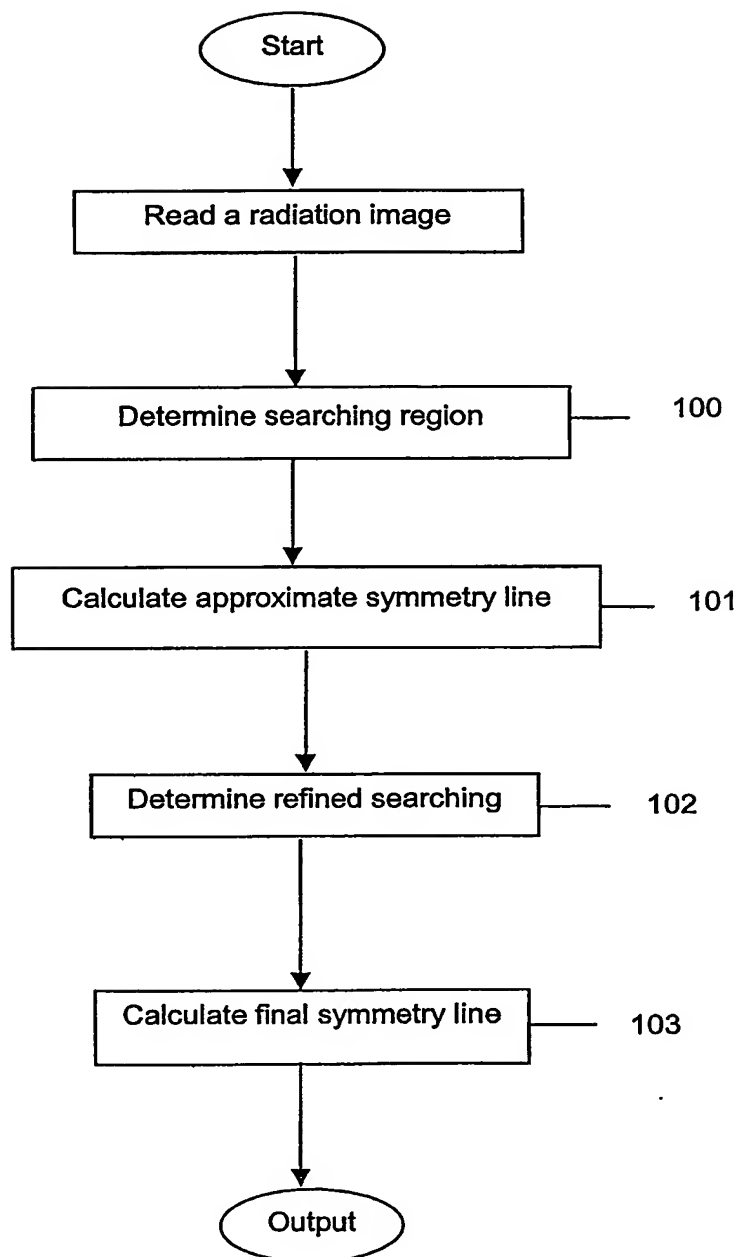 Start
Read a radiation image
Determine searching region
100
Calculate approximate symmetry line
101
Determine refined searching
102
Calculate final symmetry line
103
Output